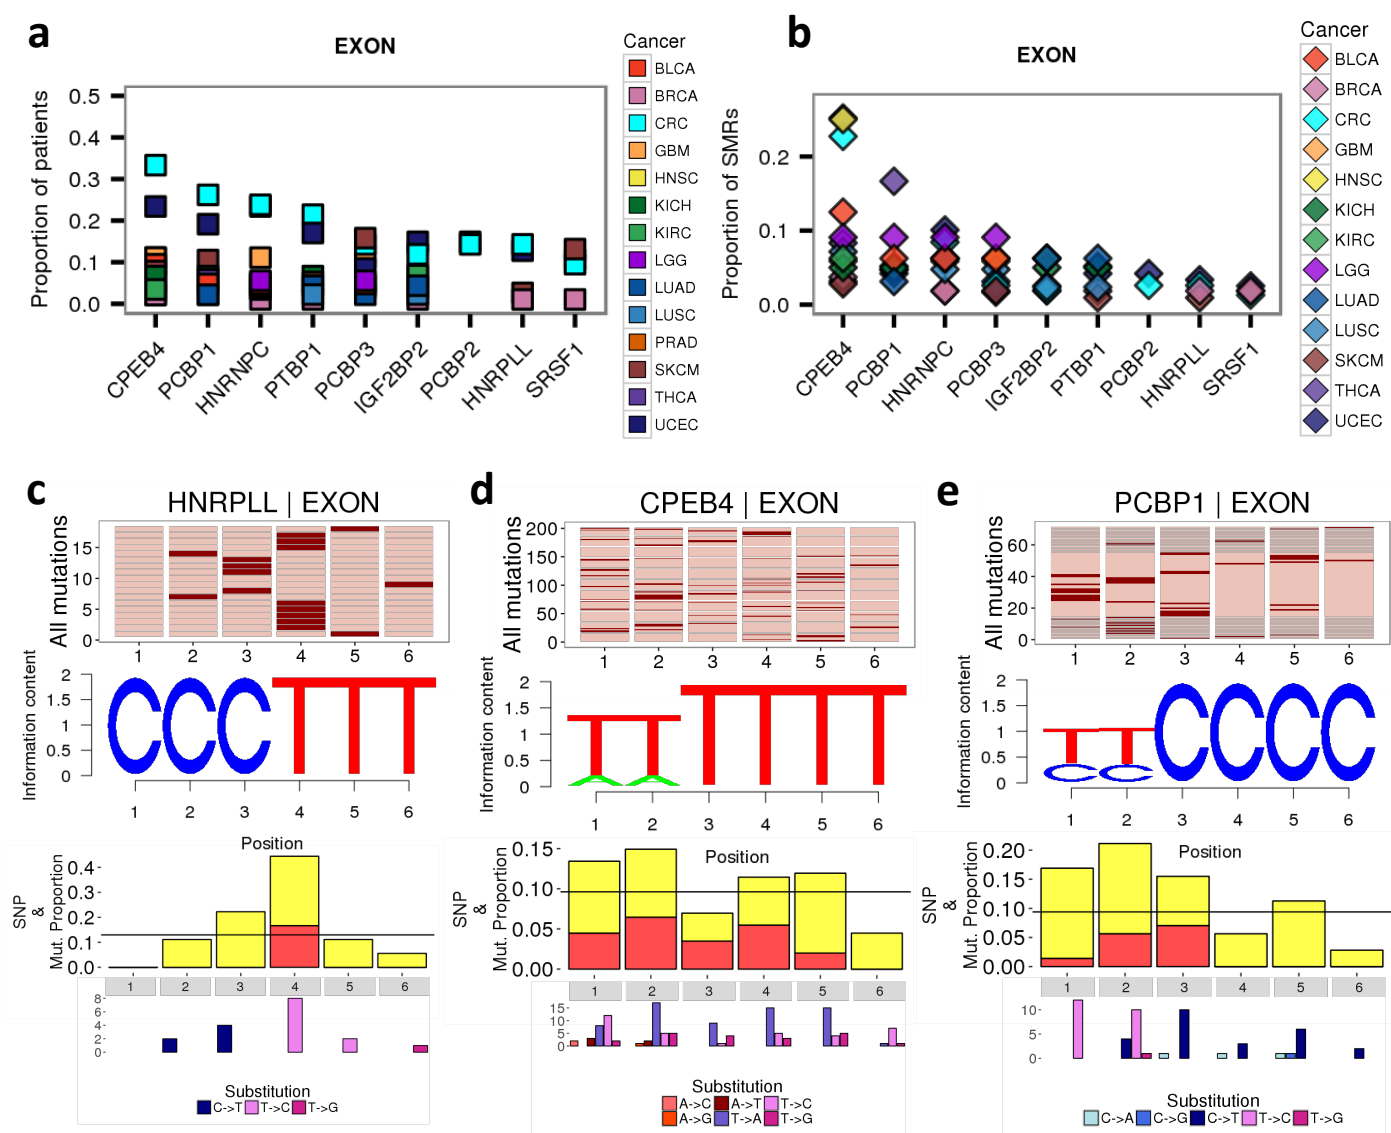 a
EXON
Proportion of patients
0.5
0.4
0.3
0.2
0.1
0.0
CPEB4
PCBP1
HNRNPC
PTBP1
PCBP3
IGF2BP2
PCBP2
HNRPLL
SRSF1
Cancer
BLCA
BRCA
CRC
GBM
HNSC
KICH
KIRC
LGG
LUAD
LUSC
PRAD
SKCM
THCA
UCEC
b
EXON
Proportion of SMRs
0.2
0.1
0.0
CPEB4
PCBP1
HNRNPC
PCBP3
IGF2BP2
PTBP1
PCBP2
HNRPLL
SRSF1
Cancer
BLCA
BRCA
CRC
GBM
HNSC
KICH
KIRC
LGG
LUAD
LUSC
SKCM
THCA
UCEC
c
HNRPLL | EXON
All mutations
15
10
5
0
1 2 3 4 5 6
Information content
2
1.5
1
0.5
0
CCCTTT
1 2 3 4 5 6
Position
SNP
&
Mut. Proportion
0.4
0.3
0.2
0.1
0.0
1 2 3 4 5 6
8
6
4
2
0
Substitution
C->T T->C T->G
d
CPEB4 | EXON
All mutations
200
150
100
50
0
1 2 3 4 5 6
Information content
2
1.5
1
0.5
0
TTTTTT
AA
1 2 3 4 5 6
Position
SNP
&
Mut. Proportion
0.15
0.10
0.05
0.00
1 2 3 4 5 6
15
10
5
0
Substitution
A->C A->T T->C
A->G T->A T->G
e
PCBP1 | EXON
All mutations
60
40
20
0
1 2 3 4 5 6
Information content
2
1.5
1
0.5
0
TTCCCC
CC
1 2 3 4 5 6
Position
SNP
&
Mut. Proportion
0.20
0.15
0.10
0.05
0.00
1 2 3 4 5 6
10
5
0
Substitution
C->A C->G C->T T->C T->G